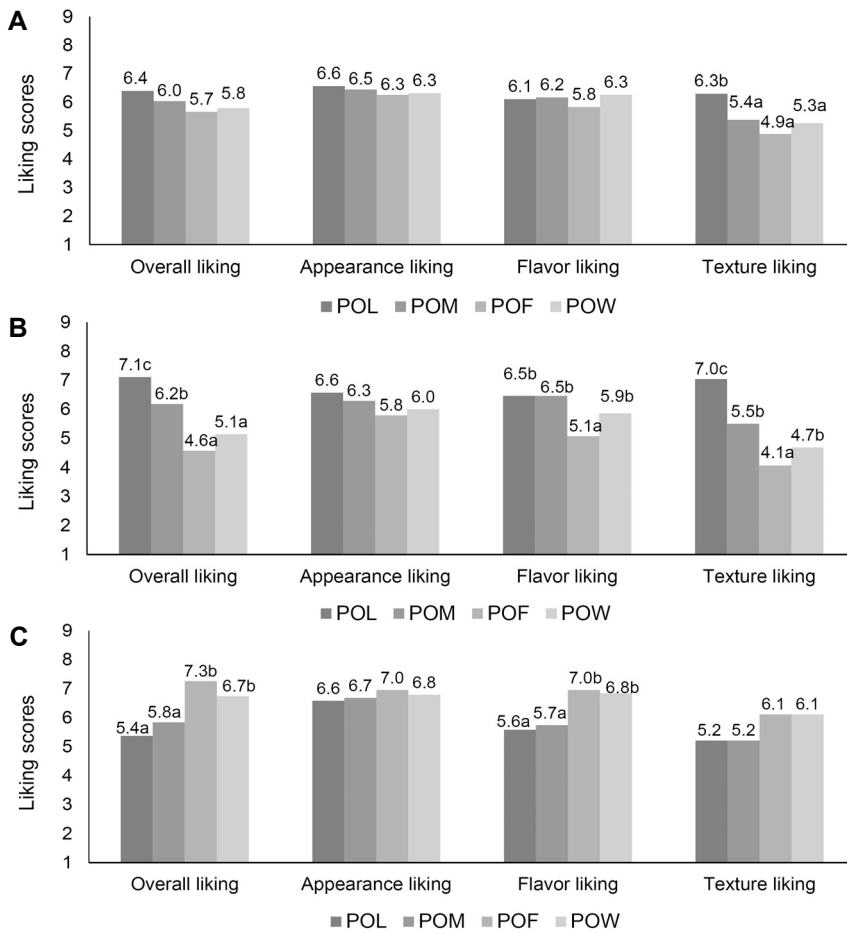 A
9
8
7
6
5
4
3
2
1
Liking scores
6.4 6.0 5.7 5.8
6.6 6.5 6.3 6.3
6.1 6.2 5.8 6.3
6.3b 5.4a 4.9a 5.3a
Overall liking Appearance liking Flavor liking Texture liking
POL POM POF POW
B
9
8
7
6
5
4
3
2
1
Liking scores
7.1c 6.2b 4.6a 5.1a
6.6 6.3 5.8 6.0
6.5b 6.5b 5.1a 5.9b
7.0c 5.5b 4.1a 4.7b
Overall liking Appearance liking Flavor liking Texture liking
POL POM POF POW
C
9
8
7
6
5
4
3
2
1
Liking scores
5.4a 5.8a 7.3b 6.7b
6.6 6.7 7.0 6.8
5.6a 5.7a 7.0b 6.8b
5.2 5.2 6.1 6.1
Overall liking Appearance liking Flavor liking Texture liking
POL POM POF POW